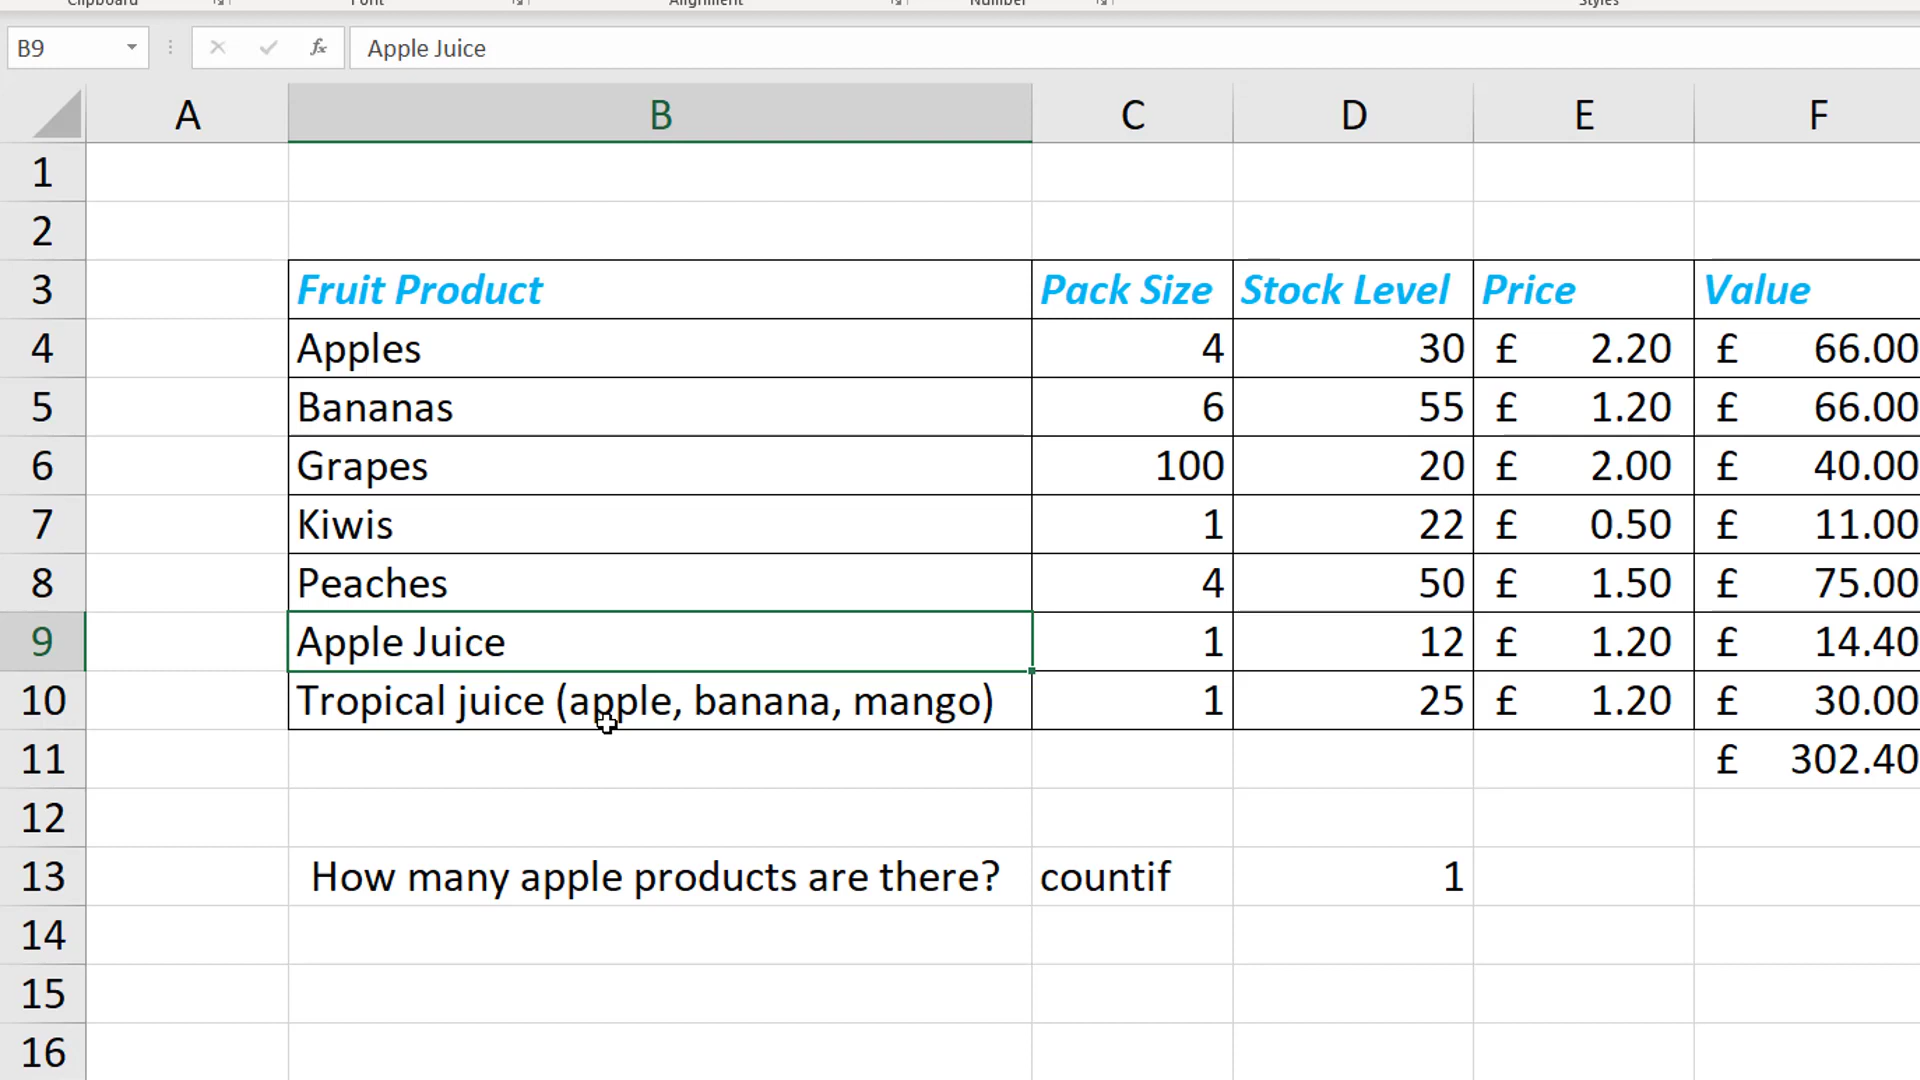 Clipboard Font Alignment Number Styles
B9 fx Apple Juice
A B C D E F
1
2
3 Fruit Product Pack Size Stock Level Price Value
4 Apples 4 30 £ 2.20 £ 66.00
5 Bananas 6 55 £ 1.20 £ 66.00
6 Grapes 100 20 £ 2.00 £ 40.00
7 Kiwis 1 22 £ 0.50 £ 11.00
8 Peaches 4 50 £ 1.50 £ 75.00
9 Apple Juice 1 12 £ 1.20 £ 14.40
10 Tropical juice (apple, banana, mango) 1 25 £ 1.20 £ 30.00
11 £ 302.40
12
13 How many apple products are there? countif 1
14
15
16